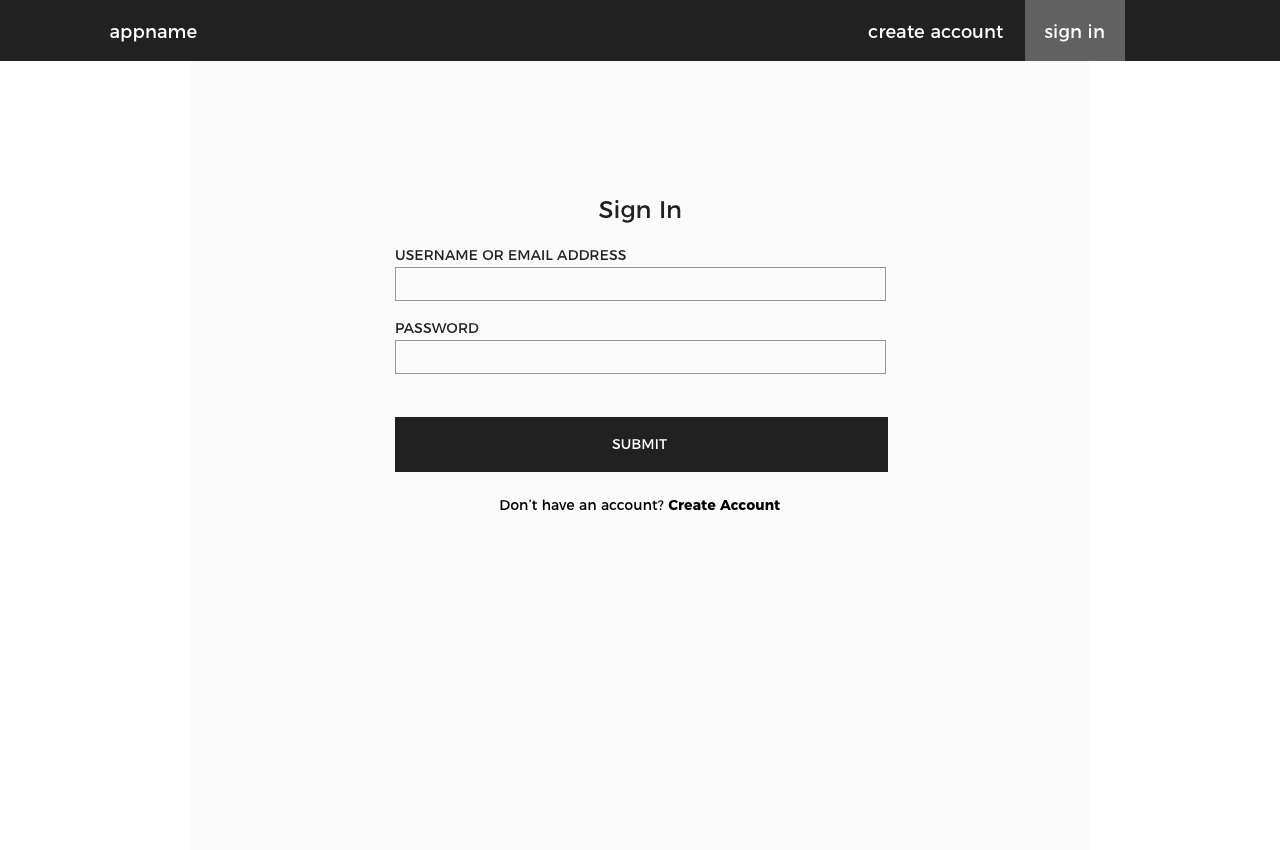 appname
create account
sign in
Sign In
USERNAME OR EMAIL ADDRESS
PASSWORD
SUBMIT
Don’t have an account? Create Account